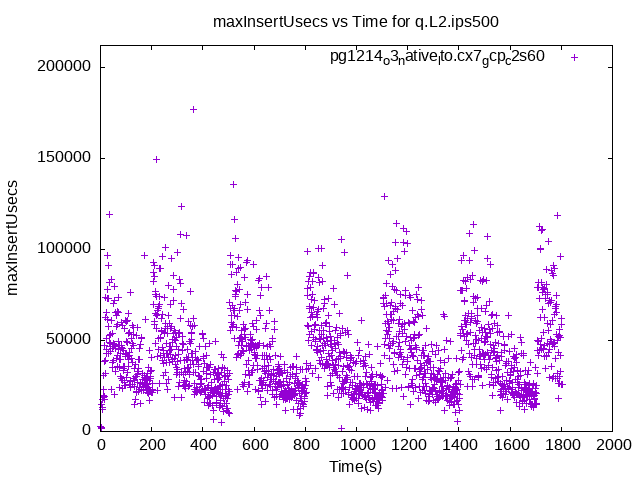 maxInsertUsecs vs Time for q.L2.ips500
pg1214_o3_native_lto.cx7_gcp_c2s60
200000
150000
100000
50000
0
maxInsertUsecs
0 200 400 600 800 1000 1200 1400 1600 1800 2000
Time(s)